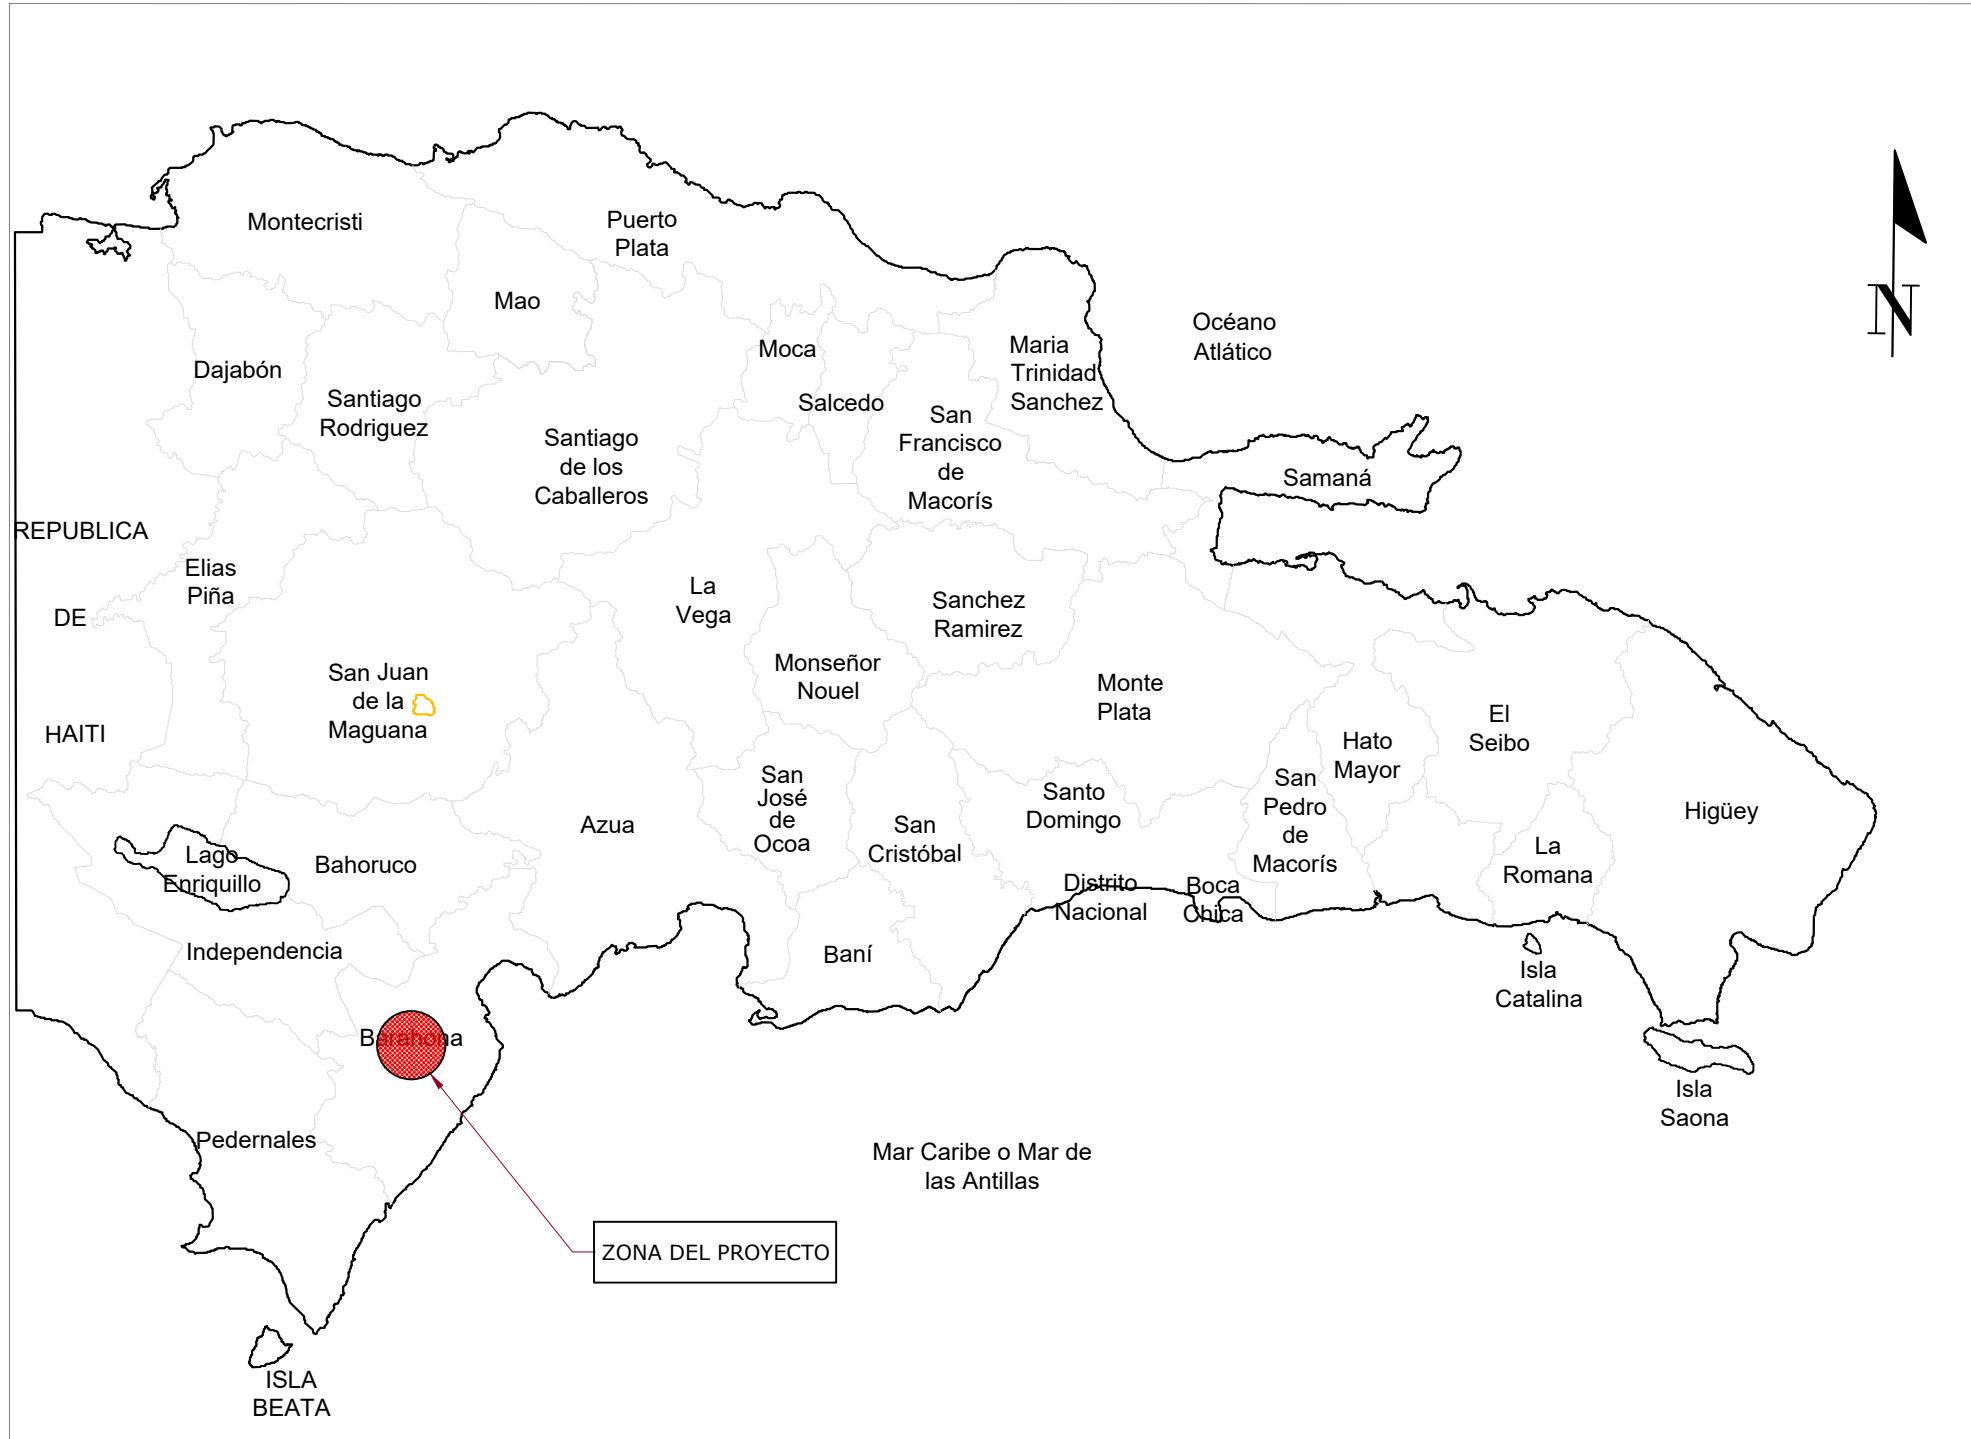 Montecristi
Puerto
Plata
Mao
Dajabón
Santiago
Rodriguez
Santiago
de los
Caballeros
Moca
Salcedo
San
Francisco
de
Macorís
Maria
Trinidad
Sanchez
Océano
Atlático
N
Samaná
REPUBLICA
DE
HAITI
Elias
Piña
San Juan
de la
Maguana
La
Vega
Monseñor
Nouel
Sanchez
Ramirez
Monte
Plata
Hato
Mayor
El
Seibo
Higüey
San
Pedro
de
Macorís
La
Romana
Santo
Domingo
Distrito
Nacional
Boca
Chica
San
José
de
Ocoa
San
Cristóbal
Azua
Baní
Lago
Enriquillo
Bahoruco
Independencia
Barahona
Pedernales
Isla
Catalina
Isla
Saona
Mar Caribe o Mar de
las Antillas
ZONA DEL PROYECTO
ISLA
BEATA